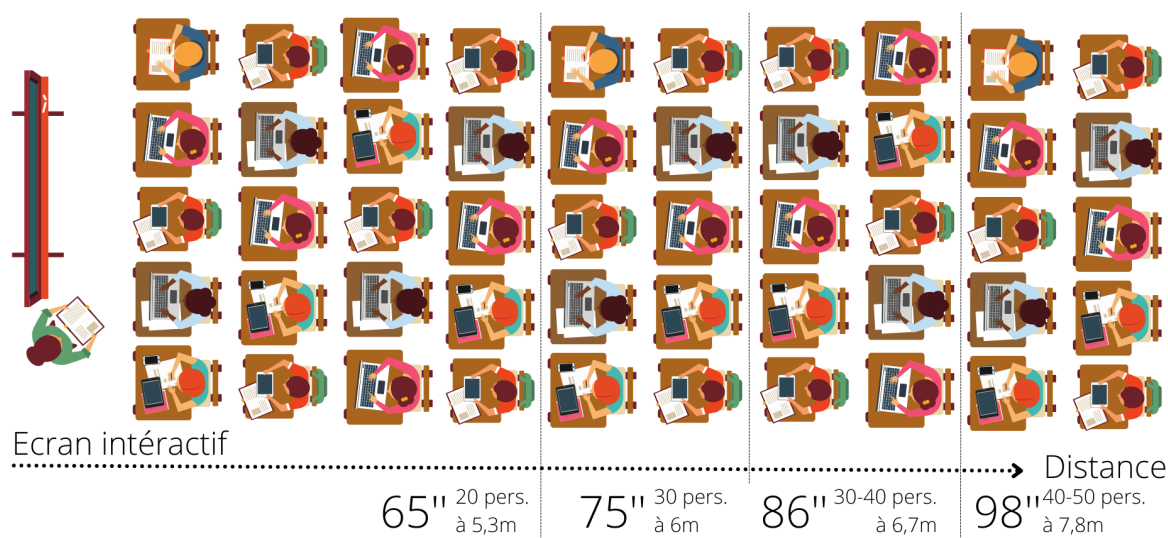 Ecran intéractif
Distance
65" 20 pers.
à 5,3m
75" 30 pers.
à 6m
86" 30-40 pers.
à 6,7m
98" 40-50 pers.
à 7,8m